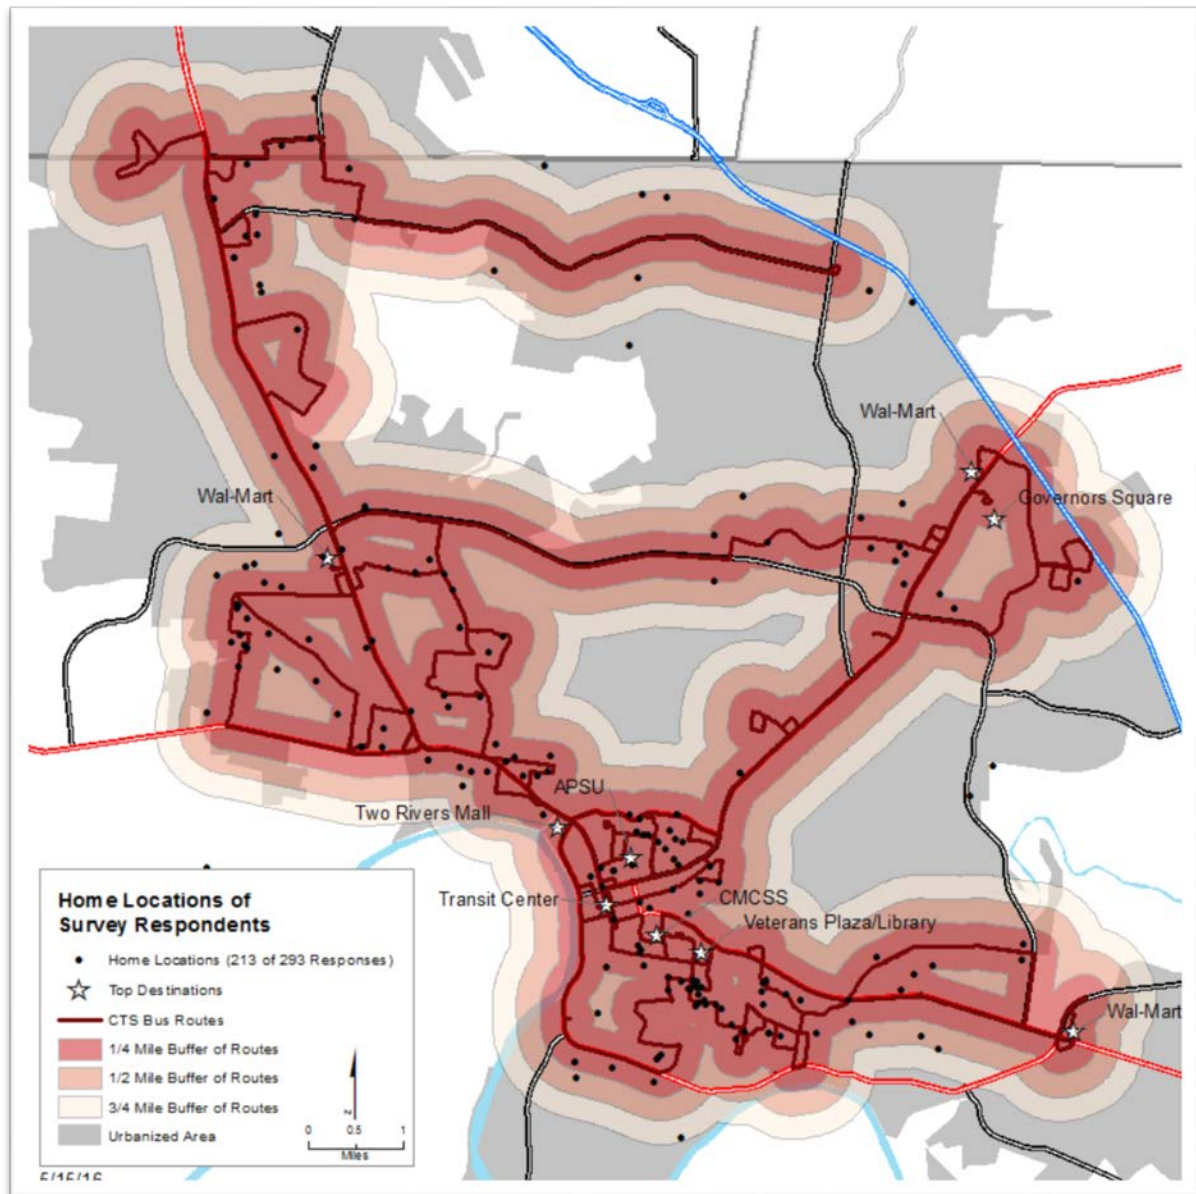 Wal-Mart
Governors Square
Wal-Mart
APSU
Two Rivers Mall
Transit Center
CMCSS
Veterans Plaza/Library
Wal-Mart
Home Locations of
Survey Respondents
Home Locations (213 of 293 Responses)
Top Destinations
CTS Bus Routes
1/4 Mile Buffer of Routes
1/2 Mile Buffer of Routes
3/4 Mile Buffer of Routes
Urbanized Area
N
0 0.5 1
Miles
5/15/16